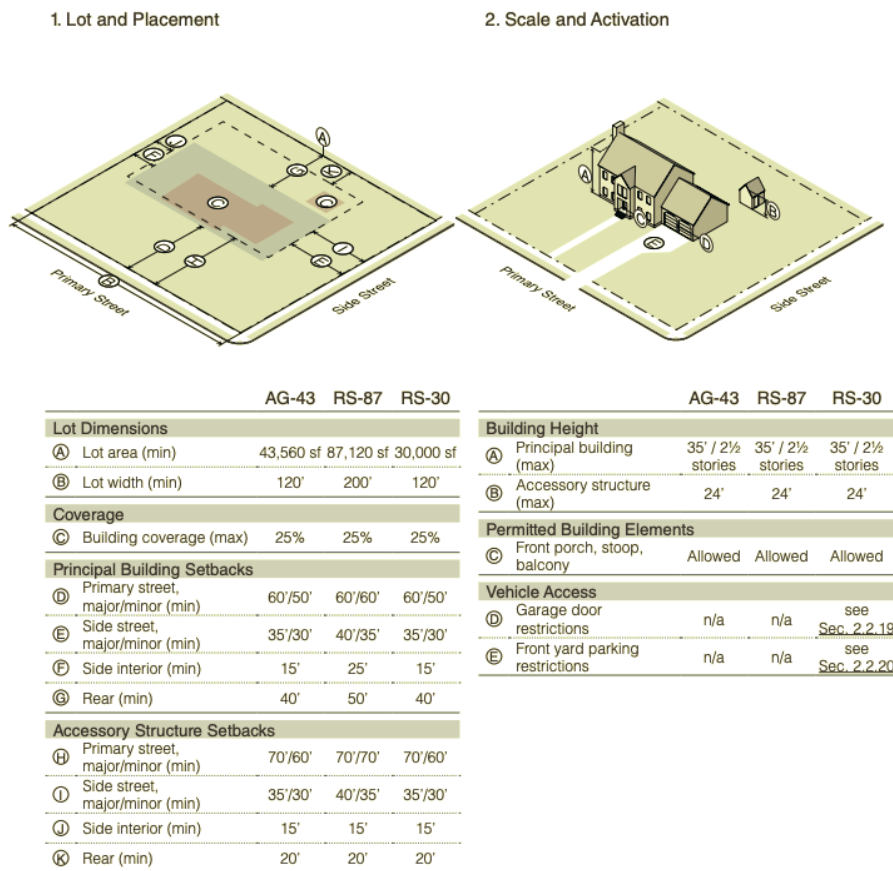 1. Lot and Placement
A
J
F
G
K
C
C
D
H
I
E
B
Primary Street
Side Street
AG-43 RS-87 RS-30
Lot Dimensions
A Lot area (min) 43,560 sf 87,120 sf 30,000 sf
B Lot width (min) 120' 200' 120'
Coverage
C Building coverage (max) 25% 25% 25%
Principal Building Setbacks
D Primary street,
major/minor (min) 60'/50' 60'/60' 60'/50'
E Side street,
major/minor (min) 35'/30' 40'/35' 35'/30'
F Side interior (min) 15' 25' 15'
G Rear (min) 40' 50' 40'
Accessory Structure Setbacks
H Primary street,
major/minor (min) 70'/60' 70'/70' 70'/60'
I Side street,
major/minor (min) 35'/30' 40'/35' 35'/30'
J Side interior (min) 15' 15' 15'
K Rear (min) 20' 20' 20'
2. Scale and Activation
A
B
C
D
E
Primary Street
Side Street
AG-43 RS-87 RS-30
Building Height
A Principal building
(max) 35' / 2½ stories 35' / 2½ stories 35' / 2½ stories
B Accessory structure
(max) 24' 24' 24'
Permitted Building Elements
C Front porch, stoop,
balcony Allowed Allowed Allowed
Vehicle Access
D Garage door
restrictions n/a n/a see Sec. 2.2.19
E Front yard parking
restrictions n/a n/a see Sec. 2.2.20